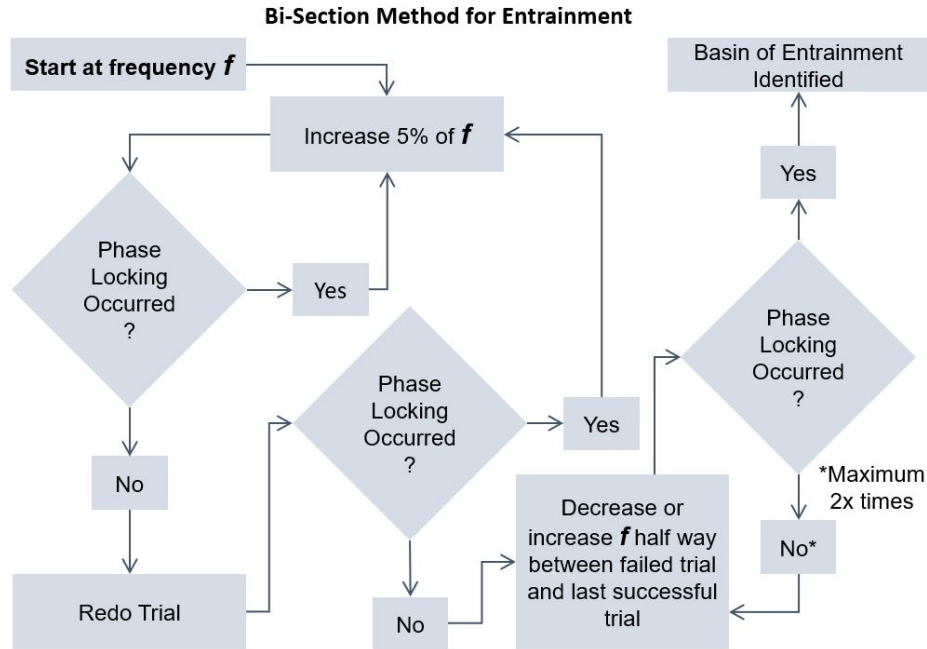 Bi-Section Method for Entrainment
Start at frequency f
Increase 5% of f
Phase
Locking
Occurred
?
Yes
No
Redo Trial
Phase
Locking
Occurred
?
Yes
No
Decrease or
increase f half way
between failed trial
and last successful
trial
Phase
Locking
Occurred
?
*Maximum
2x times
No*
Yes
Basin of Entrainment
Identified